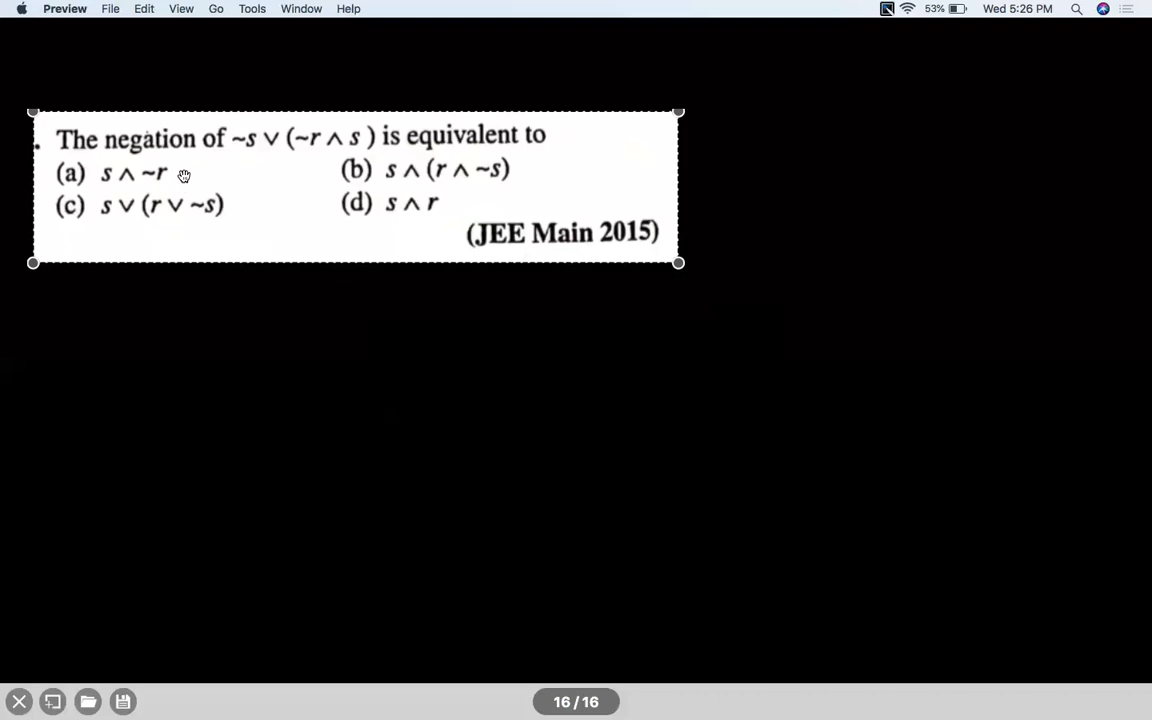 Preview File Edit View Go Tools Window Help 53% Wed 5:26 PM
. The negation of ~s ∨ (~r ∧ s ) is equivalent to
(a) s ∧ ~r (b) s ∧ (r ∧ ~s)
(c) s ∨ (r ∨ ~s) (d) s ∧ r
(JEE Main 2015)
16 / 16